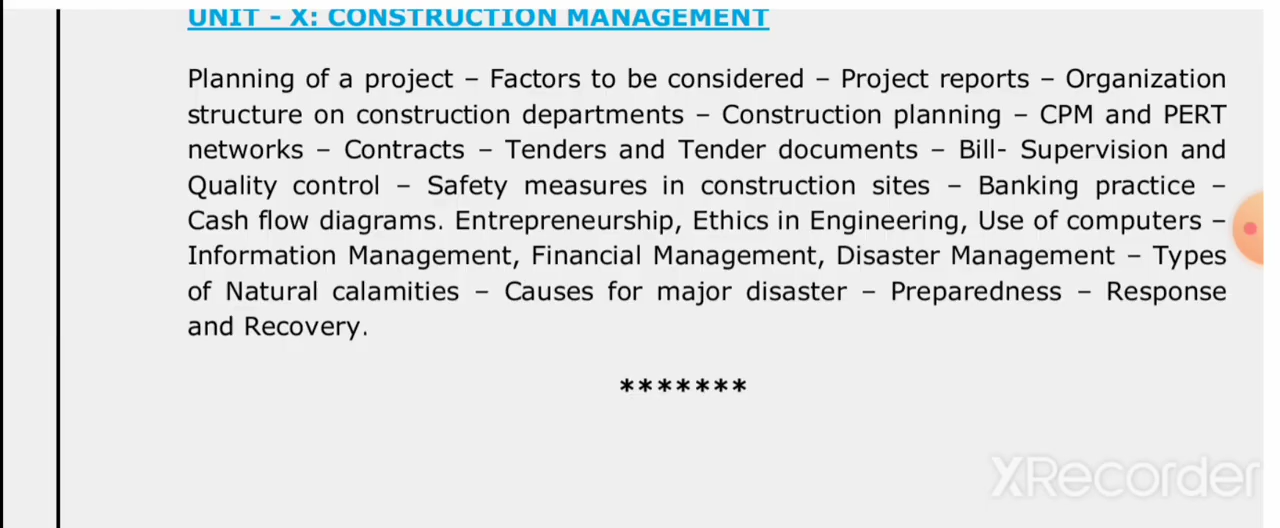 UNIT - X: CONSTRUCTION MANAGEMENT
Planning of a project – Factors to be considered – Project reports – Organization
structure on construction departments – Construction planning – CPM and PERT
networks – Contracts – Tenders and Tender documents – Bill- Supervision and
Quality control – Safety measures in construction sites – Banking practice –
Cash flow diagrams. Entrepreneurship, Ethics in Engineering, Use of computers –
Information Management, Financial Management, Disaster Management – Types
of Natural calamities – Causes for major disaster – Preparedness – Response
and Recovery.
*******
XRecorder